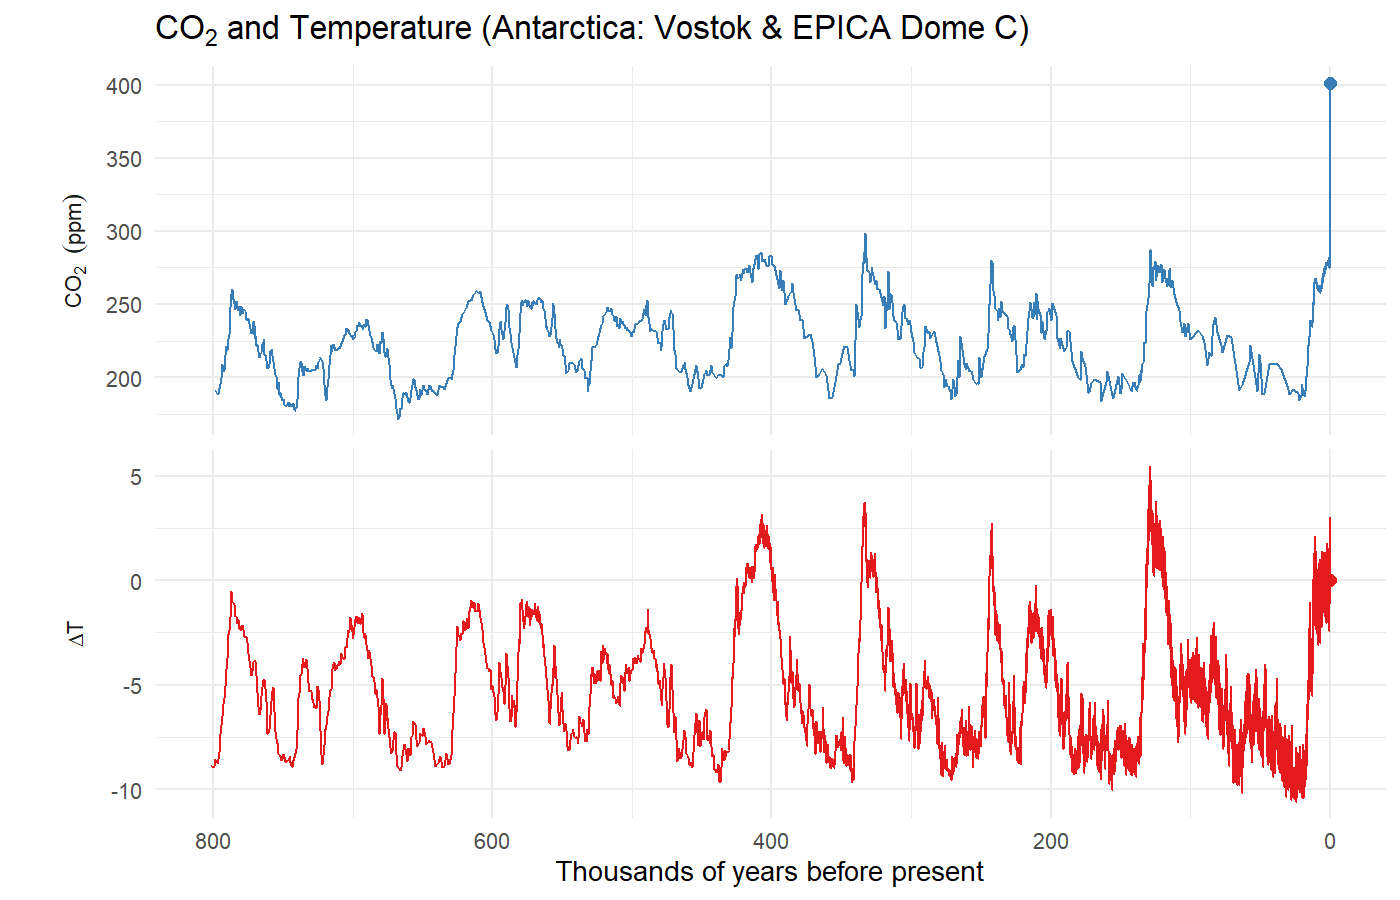 CO₂ and Temperature (Antarctica: Vostok & EPICA Dome C)
400
350
300
250
200
CO₂ (ppm)
5
0
-5
-10
ΔT
800 600 400 200 0
Thousands of years before present